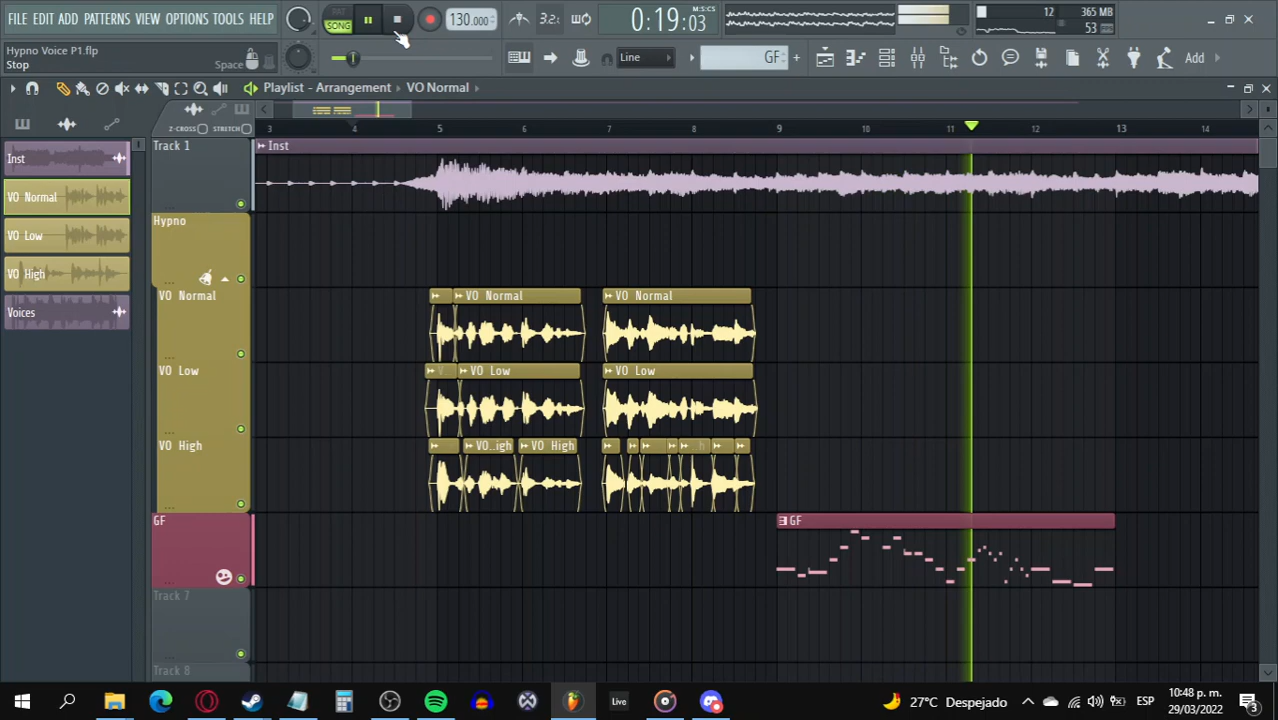 FILE EDIT ADD PATTERNS VIEW OPTIONS TOOLS HELP
PAT
SONG
130.000
3.2.
0:19:03
M:S:CS
12
365 MB
53
Hypno Voice P1.flp
Stop
Space
Line
GF
Add
Playlist - Arrangement
VO Normal
Z-CROSS
STRETCH
3 4 5 6 7 8 9 10 11 12 13 14
Inst
VO Normal
VO Low
VO High
Voices
Track 1
Inst
Hypno
VO Normal
VO Normal
VO Normal
VO Low
VO Low
VO Low
VO High
VO..igh
VO High
GF
GF
Track 7
Track 8
Live
27°C Despejado
ESP
10:48 p. m.
29/03/2022
3